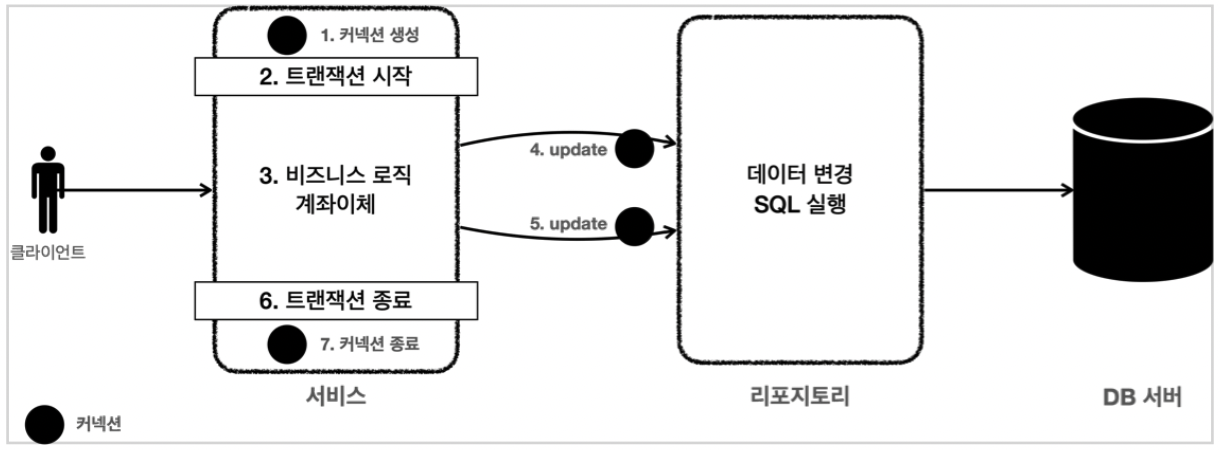 1. 커넥션 생성
2. 트랜잭션 시작
3. 비즈니스 로직
계좌이체
4. update
5. update
6. 트랜잭션 종료
7. 커넥션 종료
데이터 변경
SQL 실행
클라이언트
서비스
리포지토리
DB 서버
커넥션